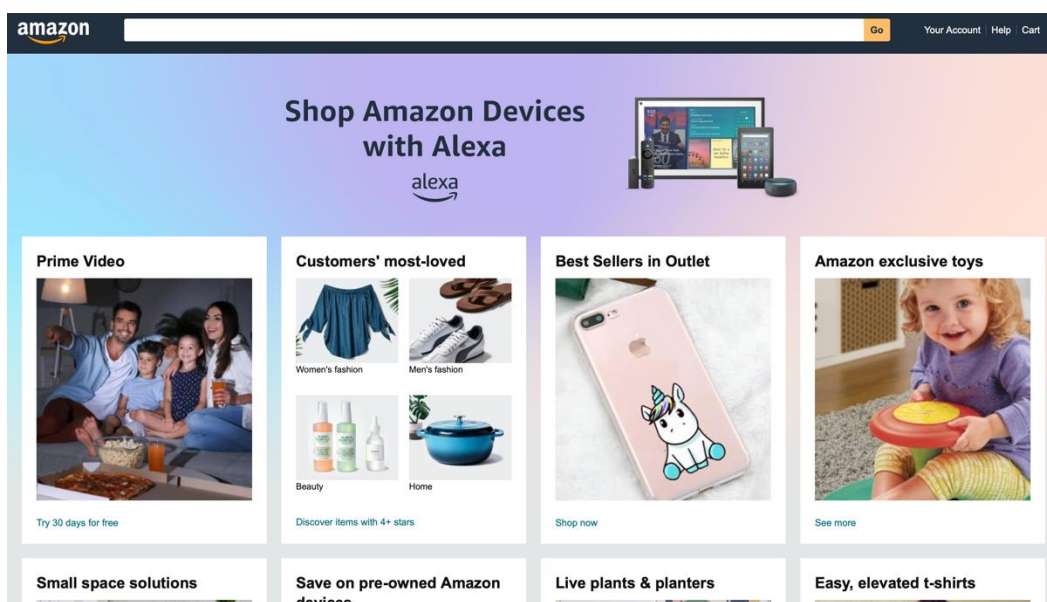 amazon
Go
Your Account
Help
Cart
Shop Amazon Devices
with Alexa
alexa
Prime Video
Try 30 days for free
Customers' most-loved
Women's fashion
Men's fashion
Beauty
Home
Discover items with 4+ stars
Best Sellers in Outlet
Shop now
Amazon exclusive toys
See more
Small space solutions
Save on pre-owned Amazon
devices
Live plants & planters
Easy, elevated t-shirts